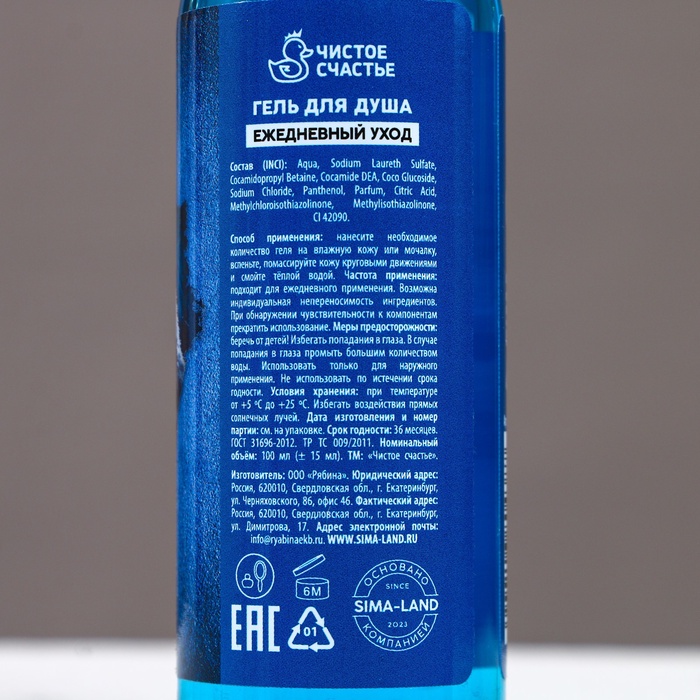 ЧИСТОЕ
СЧАСТЬЕ
ГЕЛЬ ДЛЯ ДУША
ЕЖЕДНЕВНЫЙ УХОД
Состав (INCI): Aqua, Sodium Laureth Sulfate,
Cocamidopropyl Betaine, Cocamide DEA, Coco Glucoside,
Sodium Chloride, Panthenol, Parfum, Citric Acid,
Methylchloroisothiazolinone, Methylisothiazolinone,
CI 42090.
Способ применения: нанесите необходимое
количество геля на влажную кожу или мочалку,
вспеньте, помассируйте кожу круговыми движениями
и смойте тёплой водой. Частота применения:
подходит для ежедневного применения. Возможна
индивидуальная непереносимость ингредиентов.
При обнаружении чувствительности к компонентам
прекратить использование. Меры предосторожности:
беречь от детей! Избегать попадания в глаза. В случае
попадания в глаза промыть большим количеством
воды. Использовать только для наружного
применения. Не использовать по истечении срока
годности. Условия хранения: при температуре
от +5 ºС до +25 ºС. Избегать воздействия прямых
солнечных лучей. Дата изготовления и номер
партии: см. на упаковке. Срок годности: 36 месяцев.
ГОСТ 31696-2012. ТР ТС 009/2011. Номинальный
объём: 100 мл (± 15 мл). ТМ: «Чистое счастье».
Изготовитель: ООО «Рябина». Юридический адрес:
Россия, 620010, Свердловская обл., г. Екатеринбург,
ул. Черняховского, 86, офис 46. Фактический адрес:
Россия, 620010, Свердловская обл., г. Екатеринбург,
ул. Димитрова, 17. Адрес электронной почты:
info@ryabinaekb.ru. WWW.SIMA-LAND.RU
6M
EAC
01
ОСНОВАНО
SINCE
SIMA-LAND
2023
КОМПАНИЕЙ